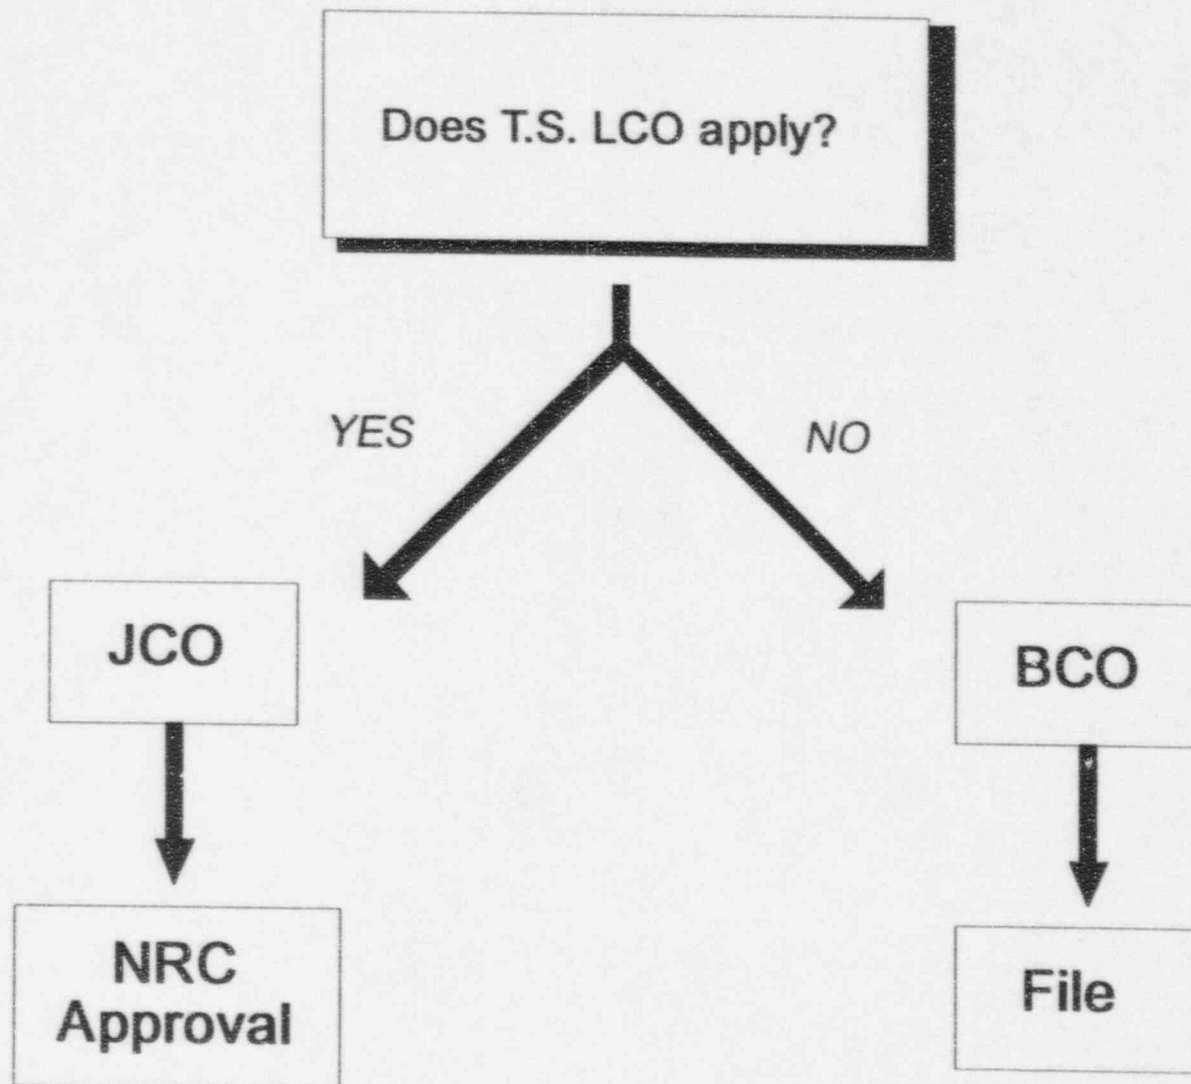 Does T.S. LCO apply?
YES
NO
JCO
BCO
NRC
Approval
File